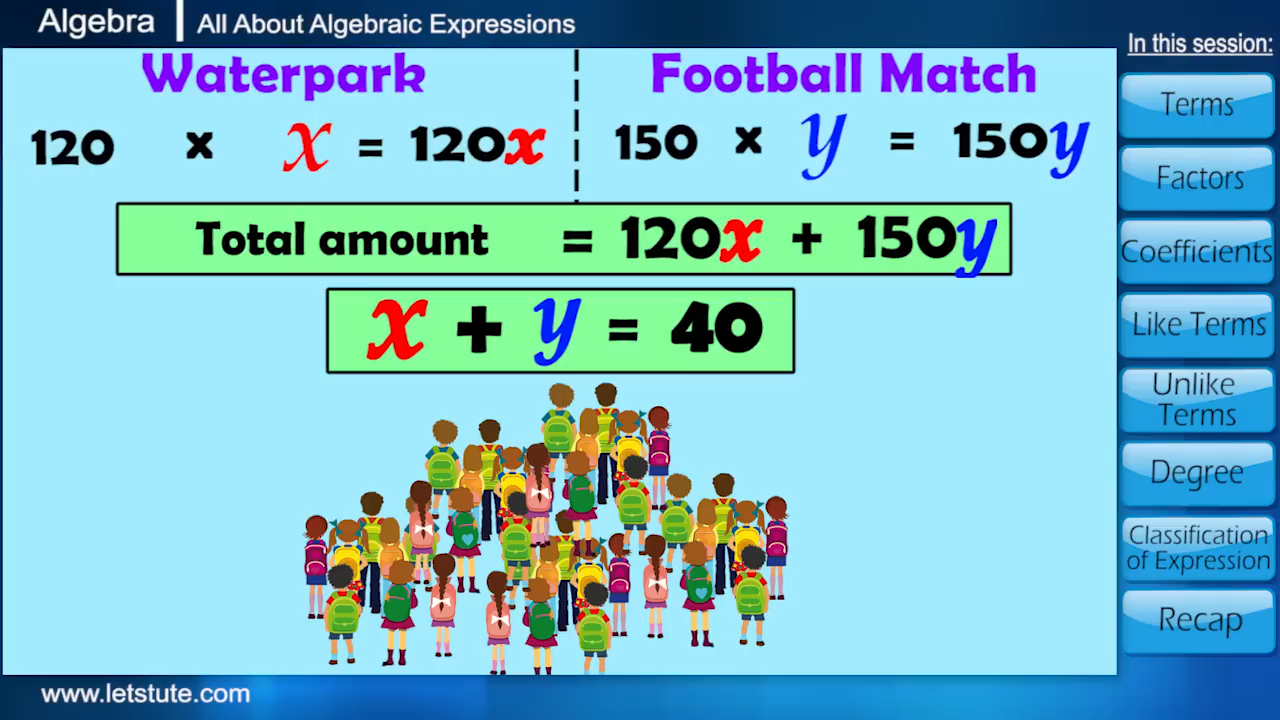 Algebra
All About Algebraic Expressions
In this session:
Waterpark
Football Match
120 x x = 120x
150 x y = 150y
Total amount = 120x + 150y
x + y = 40
Terms
Factors
Coefficients
Like Terms
Unlike
Terms
Degree
Classification
of Expression
Recap
www.letstute.com